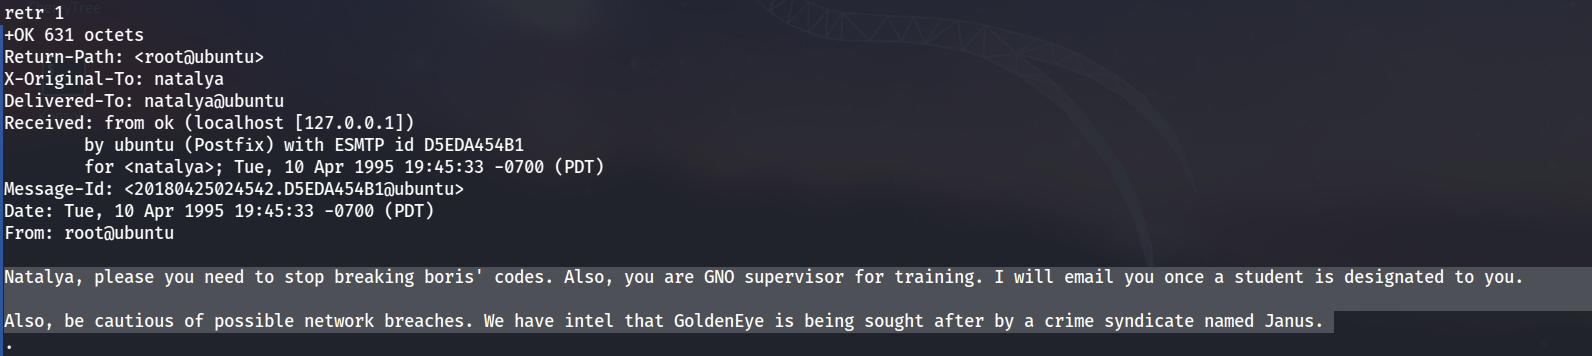 retr 1
+OK 631 octets
Return-Path: <root@ubuntu>
X-Original-To: natalya
Delivered-To: natalya@ubuntu
Received: from ok (localhost [127.0.0.1])
        by ubuntu (Postfix) with ESMTP id D5EDA454B1
        for <natalya>; Tue, 10 Apr 1995 19:45:33 -0700 (PDT)
Message-Id: <20180425024542.D5EDA454B1@ubuntu>
Date: Tue, 10 Apr 1995 19:45:33 -0700 (PDT)
From: root@ubuntu

Natalya, please you need to stop breaking boris' codes. Also, you are GNO supervisor for training. I will email you once a student is designated to you.

Also, be cautious of possible network breaches. We have intel that GoldenEye is being sought after by a crime syndicate named Janus.
.